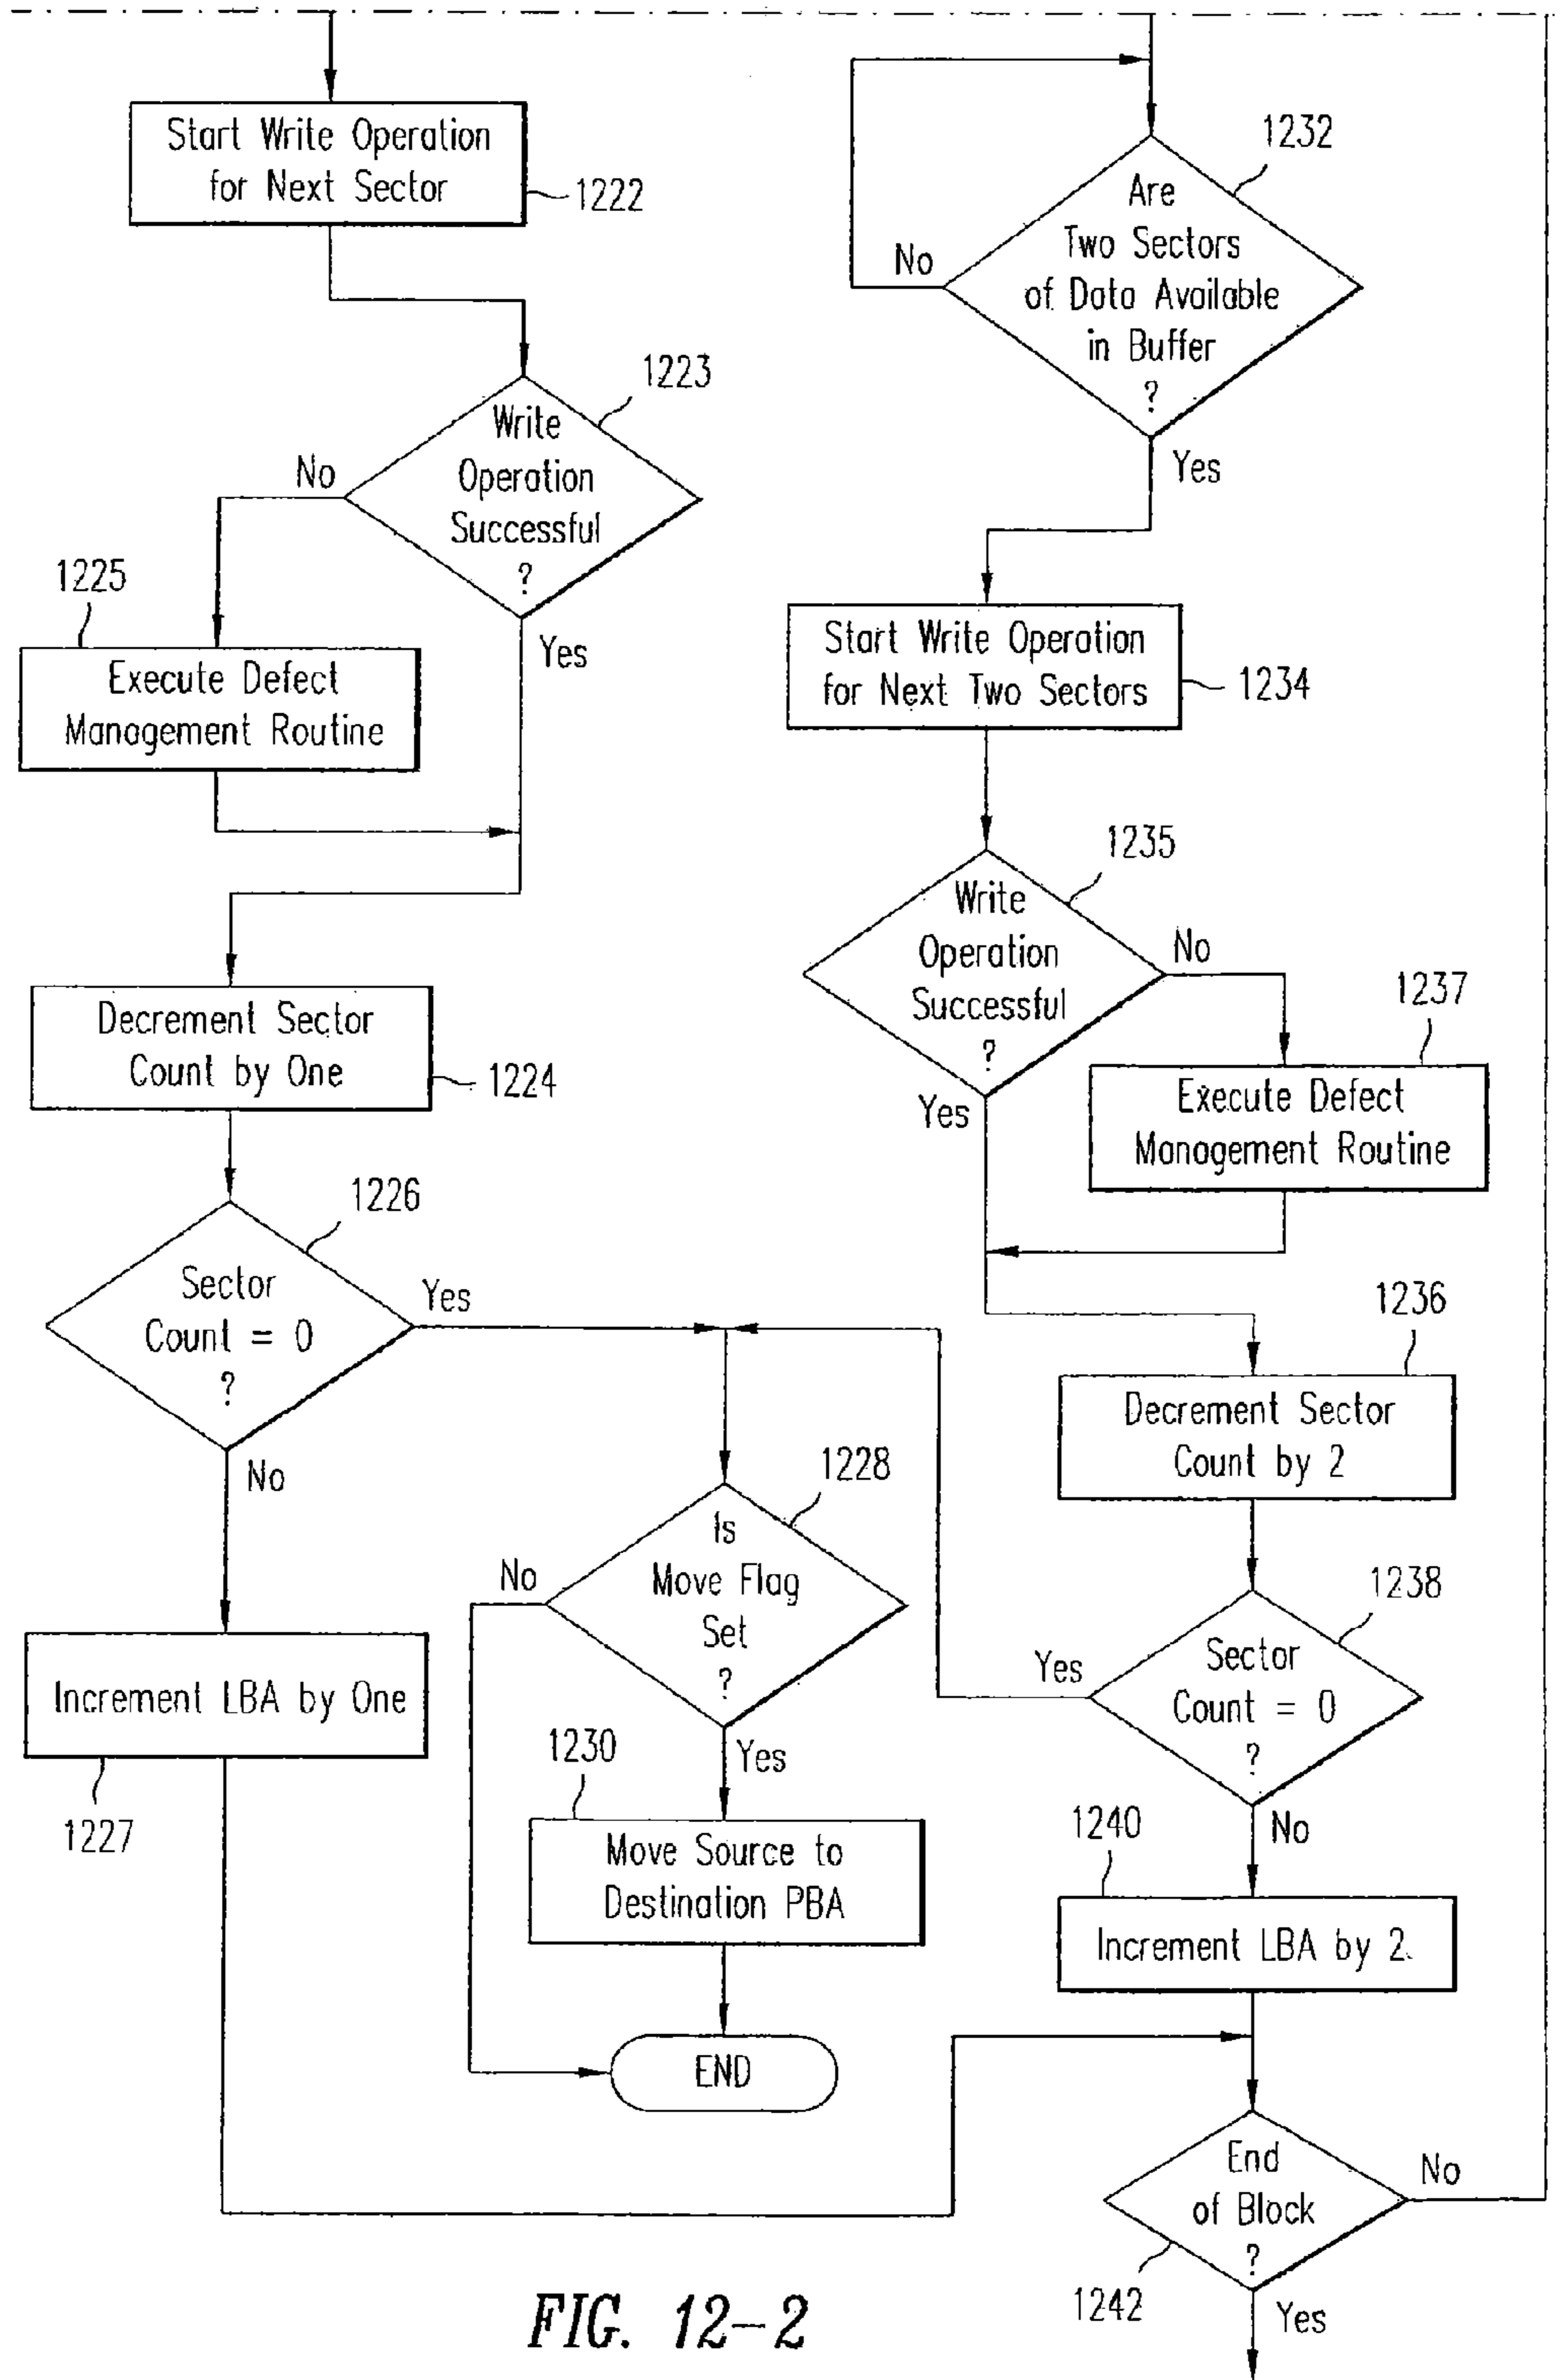 Start Write Operation
for Next Sector
1222
1223
Write
Operation
Successful
?
No
Yes
1225
Execute Defect
Management Routine
Decrement Sector
Count by One
1224
1226
Sector
Count = 0
?
Yes
No
Increment LBA by One
1227
1228
Is
Move Flag
Set
?
No
Yes
1230
Move Source to
Destination PBA
END
1232
Are
Two Sectors
of Data Available
in Buffer
?
No
Yes
Start Write Operation
for Next Two Sectors
1234
1235
Write
Operation
Successful
?
No
Yes
1237
Execute Defect
Management Routine
1236
Decrement Sector
Count by 2
1238
Sector
Count = 0
?
Yes
No
1240
Increment LBA by 2
End
of Block
?
No
1242
Yes
FIG. 12-2